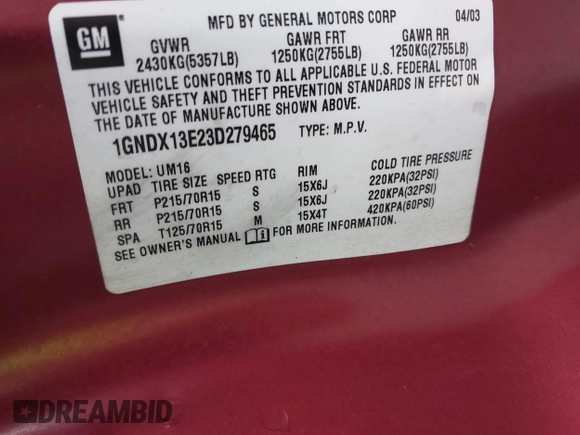 GM
MFD BY GENERAL MOTORS CORP 04/03
GVWR GAWR FRT GAWR RR
2430KG(5357LB) 1250KG(2755LB) 1250KG(2755LB)
THIS VEHICLE CONFORMS TO ALL APPLICABLE U.S. FEDERAL MOTOR
VEHICLE SAFETY AND THEFT PREVENTION STANDARDS IN EFFECT ON
THE DATE OF MANUFACTURE SHOWN ABOVE.
1GNDX13E23D279465 TYPE: M.P.V.
MODEL: UM16
UPAD TIRE SIZE SPEED RTG RIM COLD TIRE PRESSURE
FRT P215/70R15 S 15X6J 220KPA(32PSI)
RR P215/70R15 S 15X6J 220KPA(32PSI)
SPA T125/70R15 M 15X4T 420KPA(60PSI)
SEE OWNER'S MANUAL FOR MORE INFORMATION.
DREAMBID